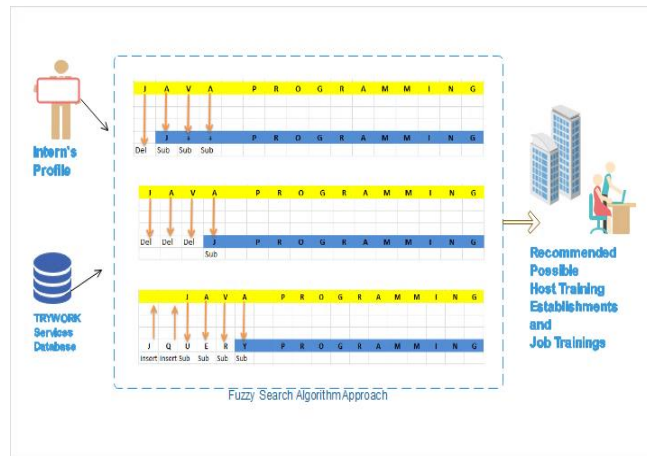 Intern's
Profile
TRYWORK
Services
Database
J A V A P R O G R A M M I N G
J P R O G R A M M I N G
Del Sub Sub Sub
J A V A P R O G R A M M I N G
Del Del Del J P R O G R A M M I N G
Sub
J A V A P R O G R A M M I N G
J Q U E R Y P R O G R A M M I N G
Insert Insert Sub Sub Sub Sub
Fuzzy Search Algorithm Approach
Recommended
Possible
Host Training
Establishments
and
Job Trainings